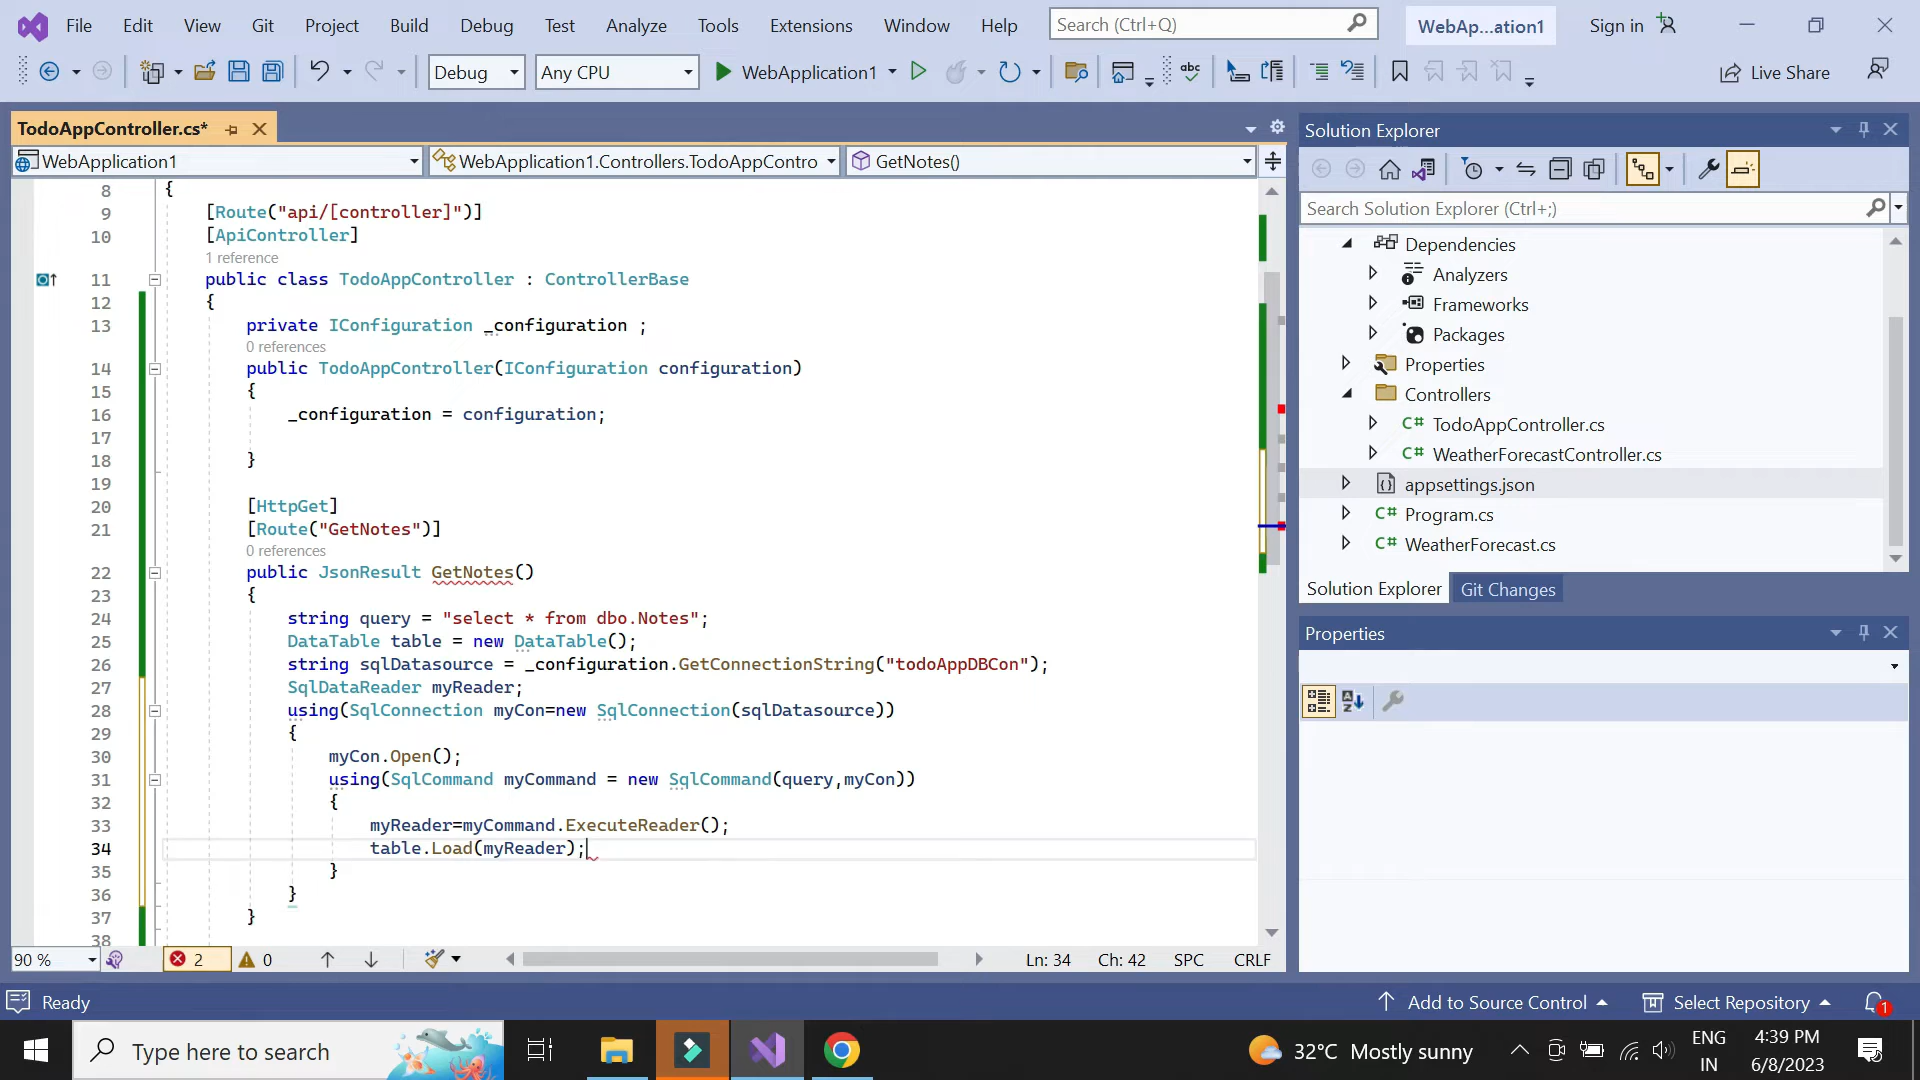 File Edit View Git Project Build Debug Test Analyze Tools Extensions Window Help Search (Ctrl+Q) WebAp...ation1 Sign in
Debug Any CPU WebApplication1 abc Live Share
TodoAppController.cs*
WebApplication1 WebApplication1.Controllers.TodoAppContro GetNotes()
8 {
9 [Route("api/[controller]")]
10 [ApiController]
1 reference
11 public class TodoAppController : ControllerBase
12 {
13 private IConfiguration _configuration ;
0 references
14 public TodoAppController(IConfiguration configuration)
15 {
16 _configuration = configuration;
17
18 }
19
20 [HttpGet]
21 [Route("GetNotes")]
0 references
22 public JsonResult GetNotes()
23 {
24 string query = "select * from dbo.Notes";
25 DataTable table = new DataTable();
26 string sqlDatasource = _configuration.GetConnectionString("todoAppDBCon");
27 SqlDataReader myReader;
28 using(SqlConnection myCon=new SqlConnection(sqlDatasource))
29 {
30 myCon.Open();
31 using(SqlCommand myCommand = new SqlCommand(query,myCon))
32 {
33 myReader=myCommand.ExecuteReader();
34 table.Load(myReader);
35 }
36 }
37 }
38
90 % 2 0 Ln: 34 Ch: 42 SPC CRLF
Solution Explorer
Search Solution Explorer (Ctrl+;)
Dependencies
Analyzers
Frameworks
Packages
Properties
Controllers
C# TodoAppController.cs
C# WeatherForecastController.cs
appsettings.json
C# Program.cs
C# WeatherForecast.cs
Solution Explorer Git Changes
Properties
Ready Add to Source Control Select Repository 1
Type here to search 32°C Mostly sunny ENG IN 4:39 PM 6/8/2023